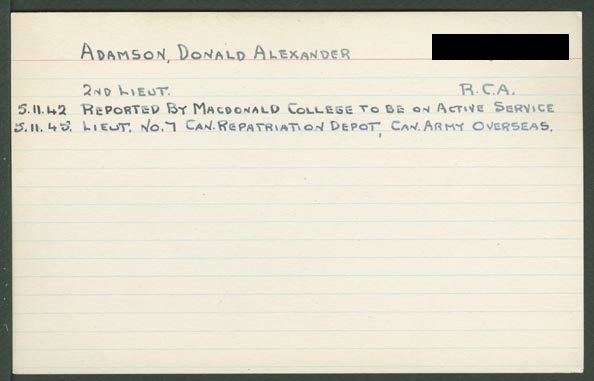 ADAMSON, DONALD ALEXANDER
2ND LIEUT. R.C.A.
5.11.42 REPORTED BY MACDONALD COLLEGE TO BE ON ACTIVE SERVICE
5.11.45. LIEUT. NO.7 CAN. REPATRIATION DEPOT, CAN. ARMY OVERSEAS.